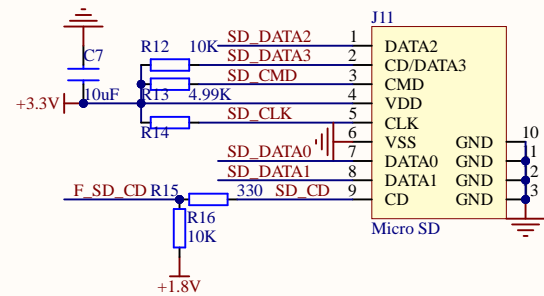 J11
SD_DATA2 1 DATA2
C7 R12 10K SD_DATA3 2 CD/DATA3
SD_CMD 3 CMD
+3.3V 10uF R13 4.99K 4 VDD
R14 SD_CLK 5 CLK
6 VSS GND 10
SD_DATA0 7 DATA0 GND 11
SD_DATA1 8 DATA1 GND 2
F_SD_CD R15 330 SD_CD 9 CD GND 3
R16
10K
Micro SD
+1.8V